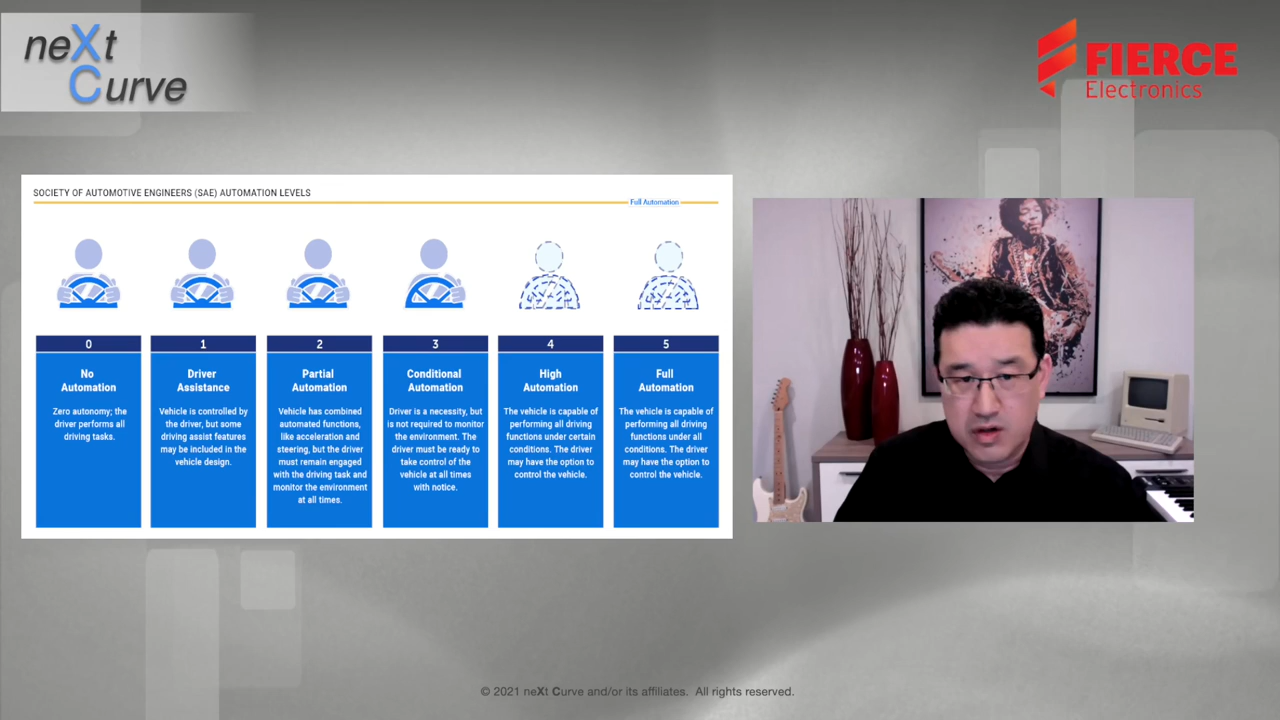 neXt
Curve
FIERCE
Electronics
SOCIETY OF AUTOMOTIVE ENGINEERS (SAE) AUTOMATION LEVELS
Full Automation
0
No
Automation
Zero autonomy; the
driver performs all
driving tasks.
1
Driver
Assistance
Vehicle is controlled by
the driver, but some
driving assist features
may be included in the
vehicle design.
2
Partial
Automation
Vehicle has combined
automated functions,
like acceleration and
steering, but the driver
must remain engaged
with the driving task and
monitor the environment
at all times.
3
Conditional
Automation
Driver is a necessity, but
is not required to monitor
the environment. The
driver must be ready to
take control of the
vehicle at all times
with notice.
4
High
Automation
The vehicle is capable of
performing all driving
functions under certain
conditions. The driver
may have the option to
control the vehicle.
5
Full
Automation
The vehicle is capable of
performing all driving
functions under all
conditions. The driver
may have the option to
control the vehicle.
© 2021 neXt Curve and/or its affiliates. All rights reserved.